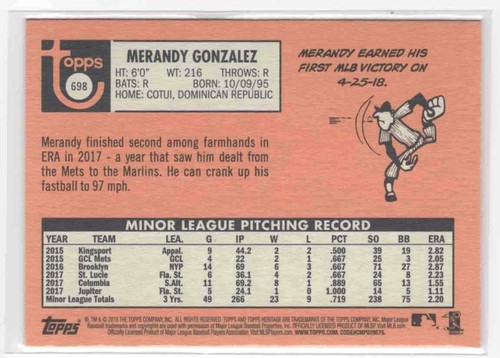 topps
698
MERANDY GONZALEZ
HT: 6'0" WT: 216 THROWS: R
BATS: R BORN: 10/09/95
HOME: COTUI, DOMINICAN REPUBLIC
MERANDY EARNED HIS
FIRST MLB VICTORY ON
4-25-18.
Merandy finished second among farmhands in
ERA in 2017 - a year that saw him dealt from
the Mets to the Marlins. He can crank up his
fastball to 97 mph.
MINOR LEAGUE PITCHING RECORD
YEAR TEAM LEA. G IP W L PCT SO BB ERA
2015 Kingsport Appal. 9 44.2 2 1 .667 39 19 2.82
2015 GCL Mets GCL 4 22 2 1 .667 25 3 2.05
2016 Brooklyn NYP 14 69 6 3 .667 71 27 2.87
2017 St. Lucie Fla. St. 6 36.1 4 2 .667 24 8 2.23
2017 Columbia S.Atl. 11 69.2 8 1 .889 65 13 1.55
2017 Jupiter Fla. St. 5 24.1 1 0 1.000 14 5 1.11
Minor League Totals 3 Yrs. 49 266 23 9 .719 238 75 2.20
TOPPS